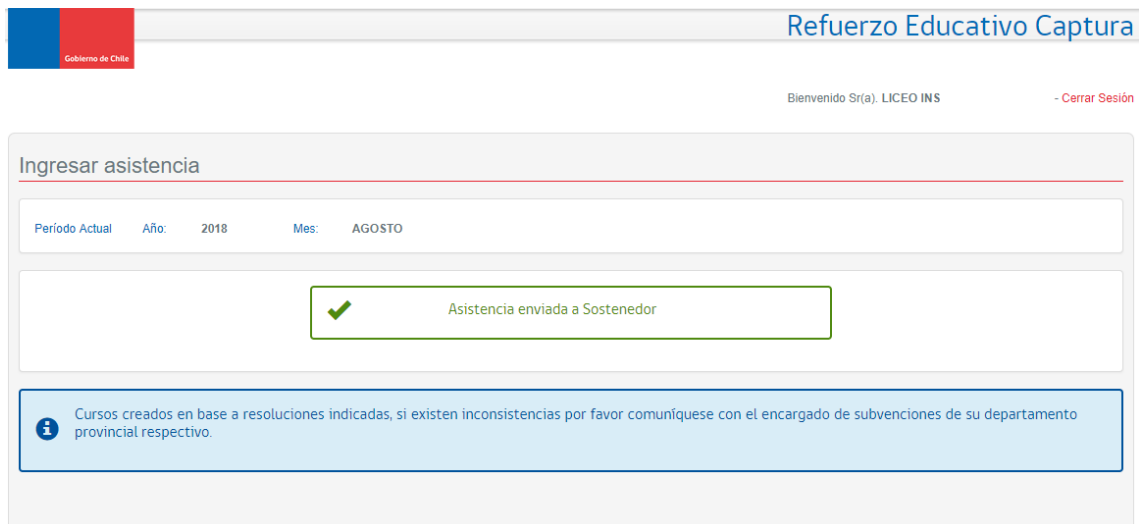 Refuerzo Educativo Captura
Gobierno de Chile
Bienvenido Sr(a). LICEO INS - Cerrar Sesión
Ingresar asistencia
Período Actual Año: 2018 Mes: AGOSTO
Asistencia enviada a Sostenedor
Cursos creados en base a resoluciones indicadas, si existen inconsistencias por favor comuníquese con el encargado de subvenciones de su departamento
provincial respectivo.